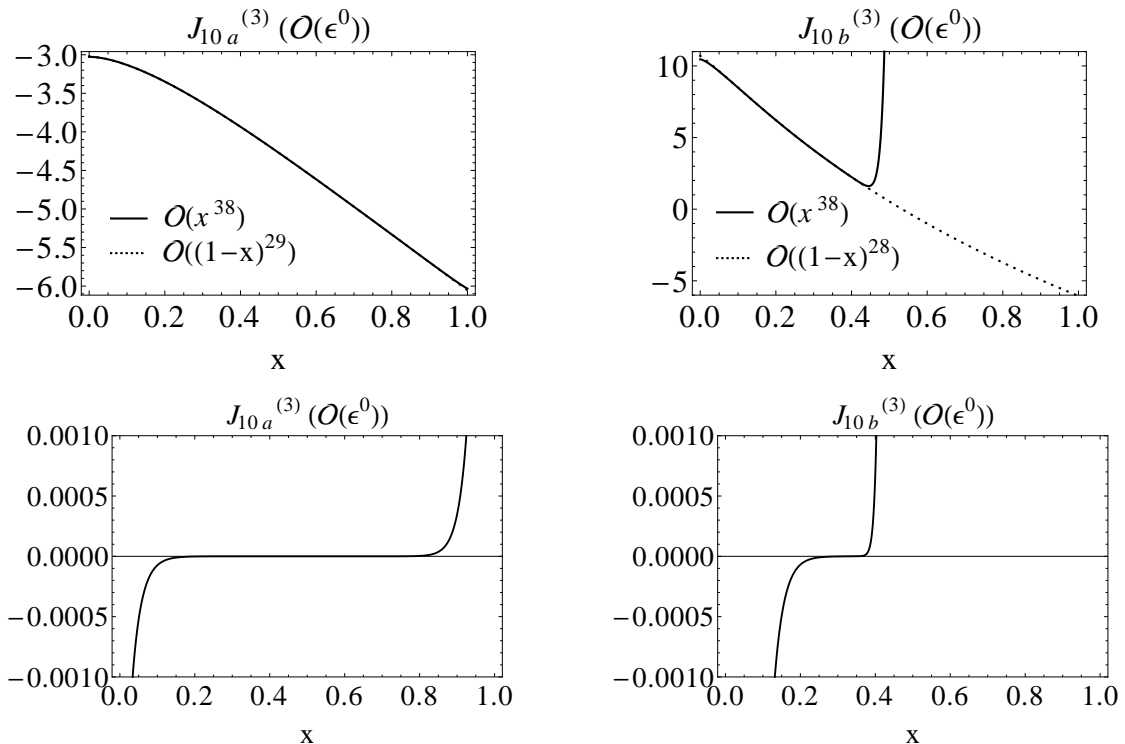 J₁₀ₐ⁽³⁾ (O(ϵ⁰))
−3.0
−3.5
−4.0
−4.5
−5.0
−5.5
−6.0
O(x³⁸)
O((1−x)²⁹)
0.0 0.2 0.4 0.6 0.8 1.0
x
J₁₀ b⁽³⁾ (O(ϵ⁰))
10
5
0
−5
O(x³⁸)
O((1−x)²⁸)
0.0 0.2 0.4 0.6 0.8 1.0
x
J₁₀ₐ⁽³⁾ (O(ϵ⁰))
0.0010
0.0005
0.0000
−0.0005
−0.0010
0.0 0.2 0.4 0.6 0.8 1.0
x
J₁₀ b⁽³⁾ (O(ϵ⁰))
0.0010
0.0005
0.0000
−0.0005
−0.0010
0.0 0.2 0.4 0.6 0.8 1.0
x